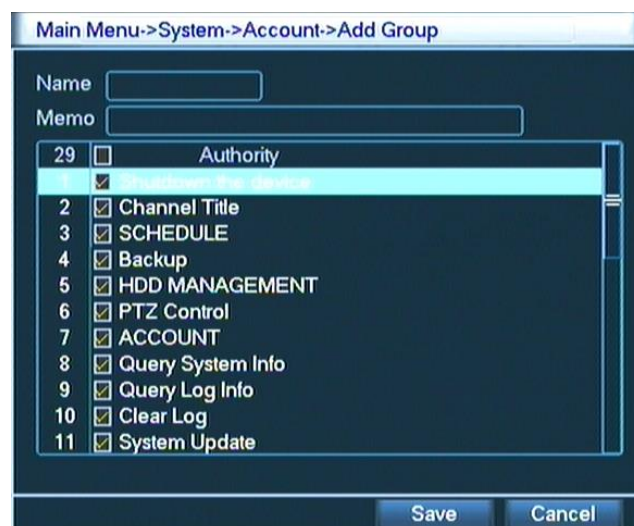 Main Menu->System->Account->Add Group
Name
Memo
29 Authority
1 Shutdown the device
2 Channel Title
3 SCHEDULE
4 Backup
5 HDD MANAGEMENT
6 PTZ Control
7 ACCOUNT
8 Query System Info
9 Query Log Info
10 Clear Log
11 System Update
Save Cancel